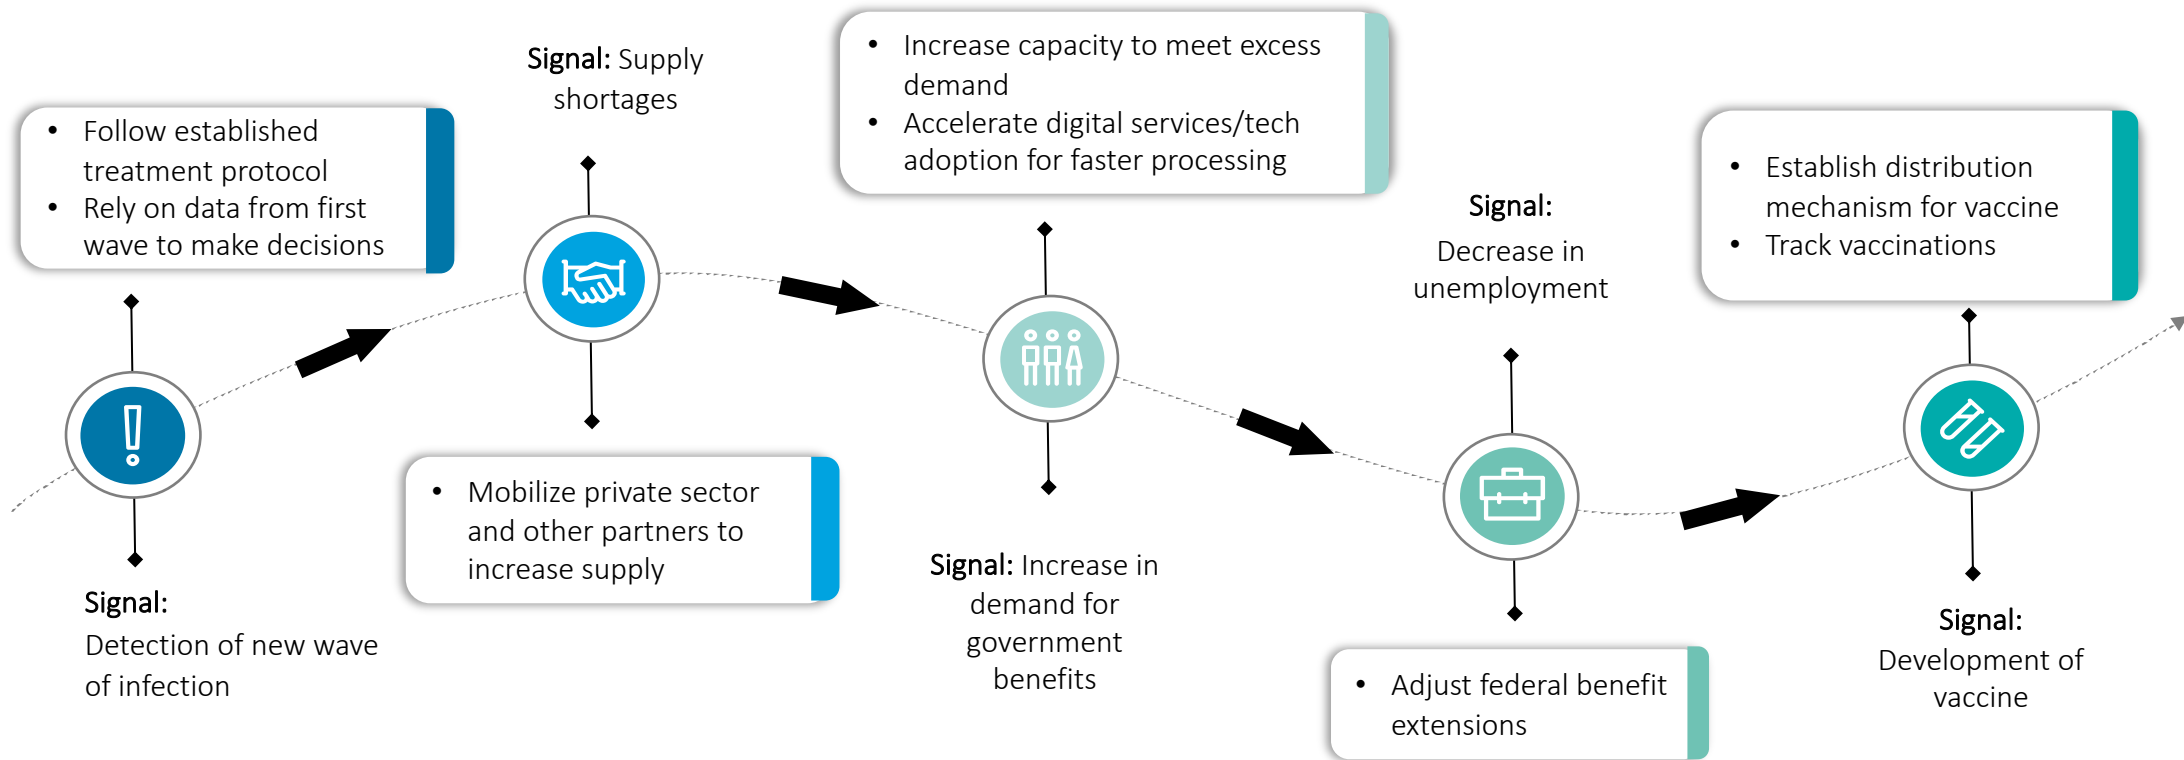 • Follow established
treatment protocol
• Rely on data from first
wave to make decisions
Signal:
Detection of new wave
of infection
Signal: Supply
shortages
• Mobilize private sector
and other partners to
increase supply
• Increase capacity to meet excess
demand
• Accelerate digital services/tech
adoption for faster processing
Signal: Increase in
demand for
government
benefits
Signal:
Decrease in
unemployment
• Adjust federal benefit
extensions
• Establish distribution
mechanism for vaccine
• Track vaccinations
Signal:
Development of
vaccine